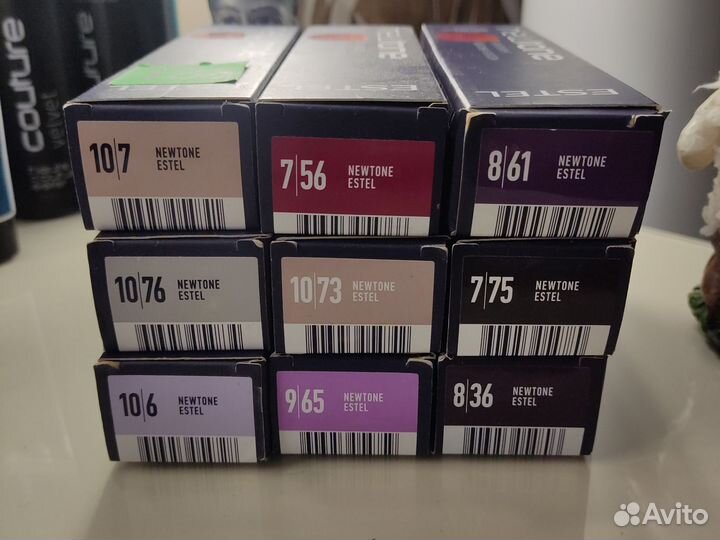 couture
velvet
ESTEL
ESTEL
10|7 NEWTONE
ESTEL
7|56 NEWTONE
ESTEL
8|61 NEWTONE
ESTEL
10|76 NEWTONE
ESTEL
10|73 NEWTONE
ESTEL
7|75 NEWTONE
ESTEL
10|6 NEWTONE
ESTEL
9|65 NEWTONE
ESTEL
8|36 NEWTONE
ESTEL
Avito